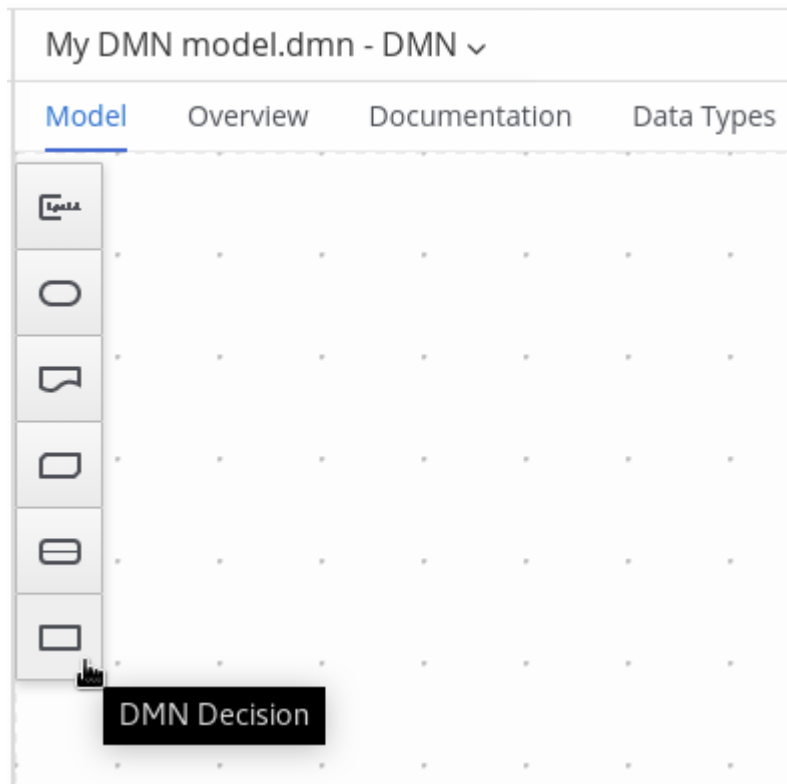 My DMN model.dmn - DMN
Model Overview Documentation Data Types
DMN Decision